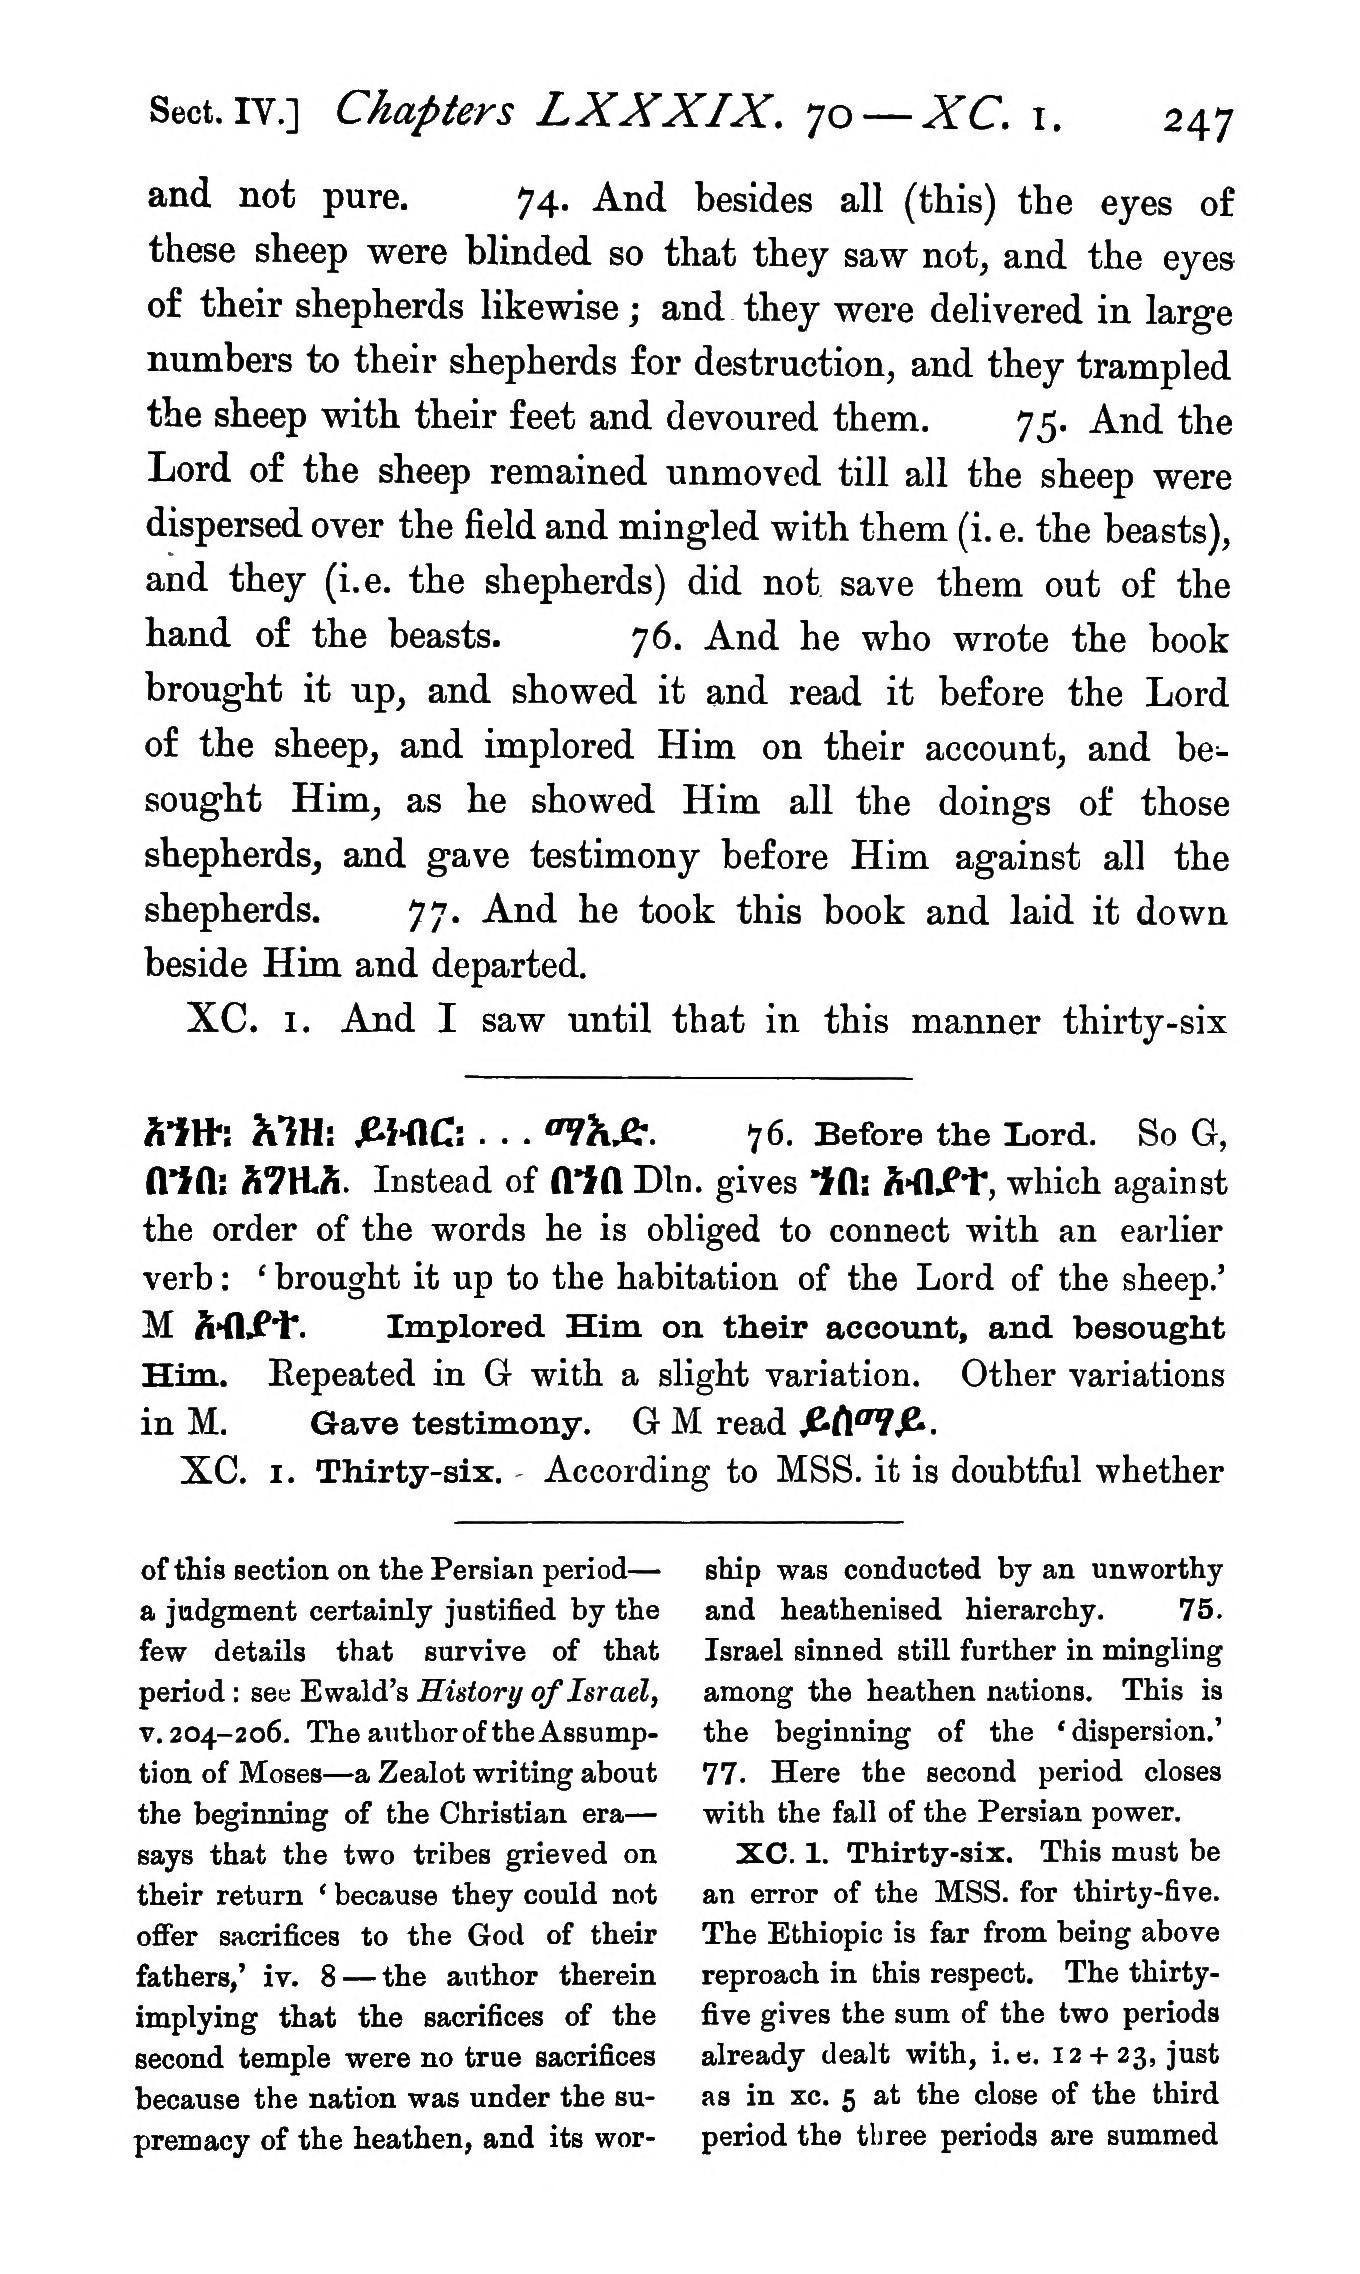 Sect. IV.] Chapters LXXXIX. 70—XC. 1. 247
and not pure. 74. And besides all (this) the eyes of
these sheep were blinded so that they saw not, and the eyes
of their shepherds likewise; and they were delivered in large
numbers to their shepherds for destruction, and they trampled
the sheep with their feet and devoured them. 75. And the
Lord of the sheep remained unmoved till all the sheep were
dispersed over the field and mingled with them (i. e. the beasts),
and they (i.e. the shepherds) did not save them out of the
hand of the beasts. 76. And he who wrote the book
brought it up, and showed it and read it before the Lord
of the sheep, and implored Him on their account, and be-
sought Him, as he showed Him all the doings of those
shepherds, and gave testimony before Him against all the
shepherds. 77. And he took this book and laid it down
beside Him and departed.
XC. 1. And I saw until that in this manner thirty-six
እንዙ፡ እንዘ፡ ይነብር፡ . . . ማእድ. 76. Before the Lord. So G,
በኀበ፡ እግዚእ. Instead of በኀበ Dln. gives ኀበ፡ አብያተ, which against
the order of the words he is obliged to connect with an earlier
verb: ‘brought it up to the habitation of the Lord of the sheep.’
M አብያተ. Implored Him on their account, and besought
Him. Repeated in G with a slight variation. Other variations
in M. Gave testimony. G M read ይሰማይ.
XC. 1. Thirty-six. According to MSS. it is doubtful whether
of this section on the Persian period—
a judgment certainly justified by the
few details that survive of that
period: see Ewald’s History of Israel,
v. 204–206. The author of the Assump-
tion of Moses—a Zealot writing about
the beginning of the Christian era—
says that the two tribes grieved on
their return ‘because they could not
offer sacrifices to the God of their
fathers,’ iv. 8—the author therein
implying that the sacrifices of the
second temple were no true sacrifices
because the nation was under the su-
premacy of the heathen, and its wor-
ship was conducted by an unworthy
and heathenised hierarchy. 75.
Israel sinned still further in mingling
among the heathen nations. This is
the beginning of the ‘dispersion.’
77. Here the second period closes
with the fall of the Persian power.
XC. 1. Thirty-six. This must be
an error of the MSS. for thirty-five.
The Ethiopic is far from being above
reproach in this respect. The thirty-
five gives the sum of the two periods
already dealt with, i. e. 12 + 23, just
as in xc. 5 at the close of the third
period the three periods are summed